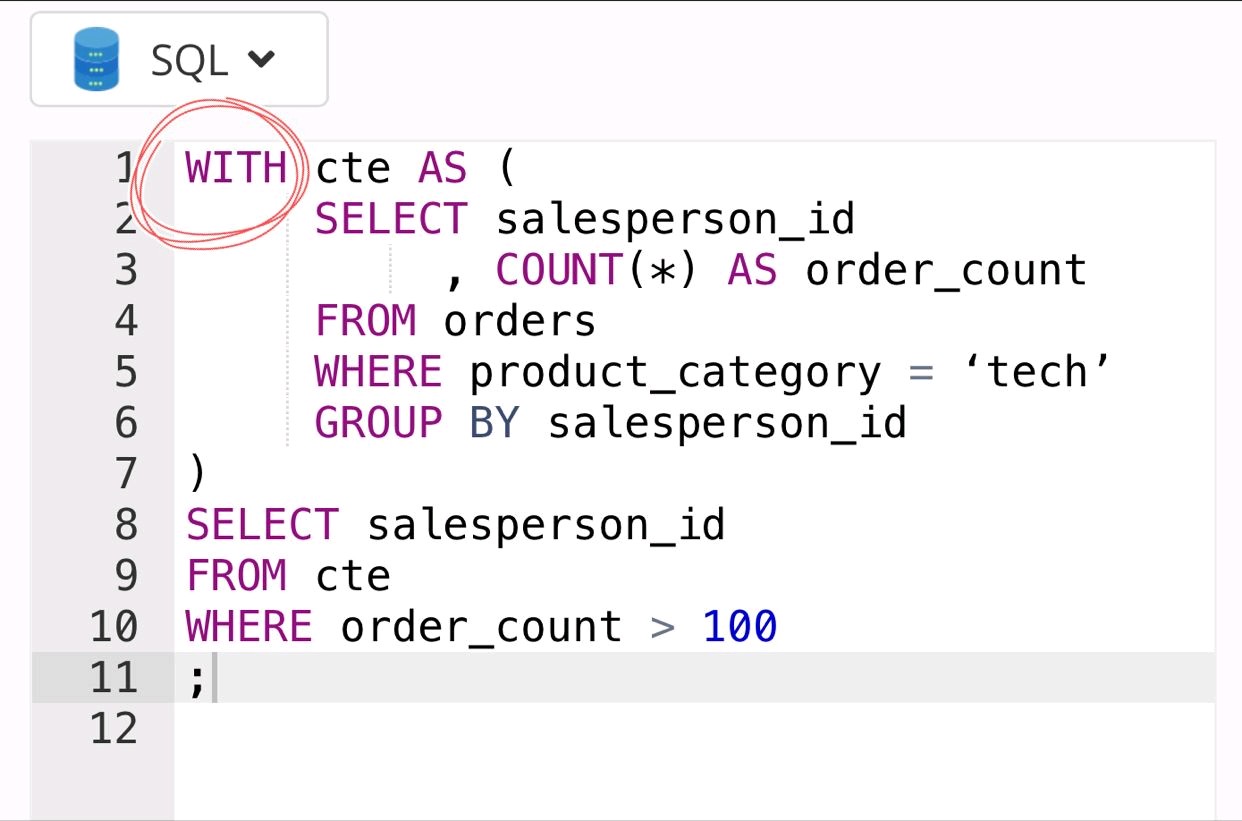 SQL
1 WITH cte AS (
2 SELECT salesperson_id
3 , COUNT(*) AS order_count
4 FROM orders
5 WHERE product_category = ‘tech’
6 GROUP BY salesperson_id
7 )
8 SELECT salesperson_id
9 FROM cte
10 WHERE order_count > 100
11 ;
12